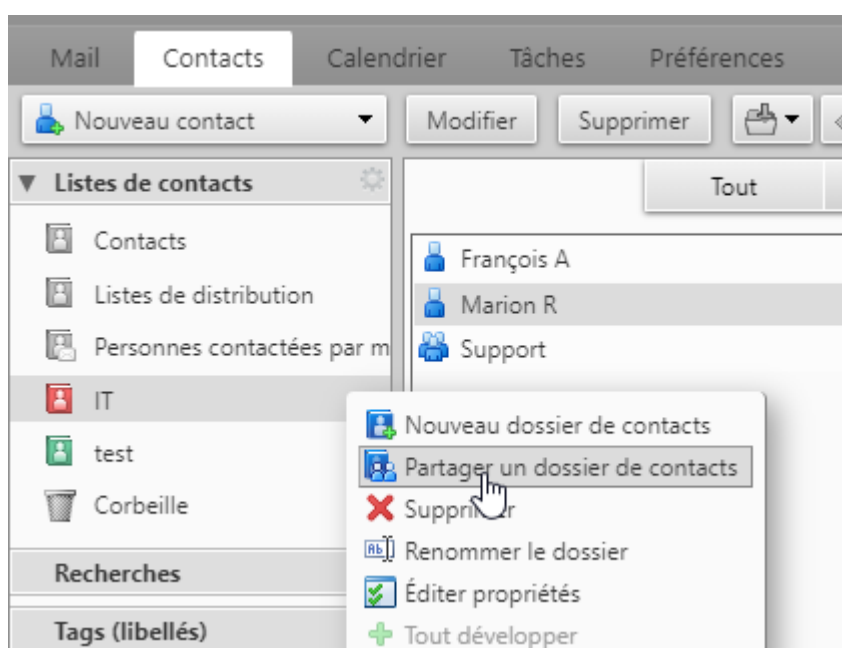 Mail Contacts Calendrier Tâches Préférences
Nouveau contact Modifier Supprimer
Listes de contacts
Tout
Contacts
François A
Listes de distribution
Marion R
Personnes contactées par m
Support
IT
Nouveau dossier de contacts
test
Partager un dossier de contacts
Corbeille
Supprimer
Renommer le dossier
Recherches
Éditer propriétés
Tags (libellés)
Tout développer